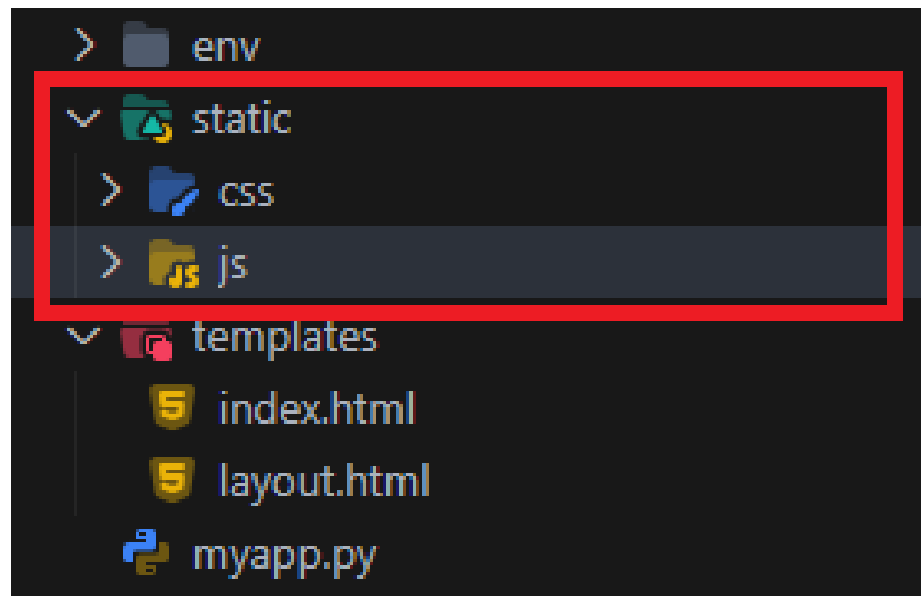 env
static
css
js
templates
index.html
layout.html
myapp.py